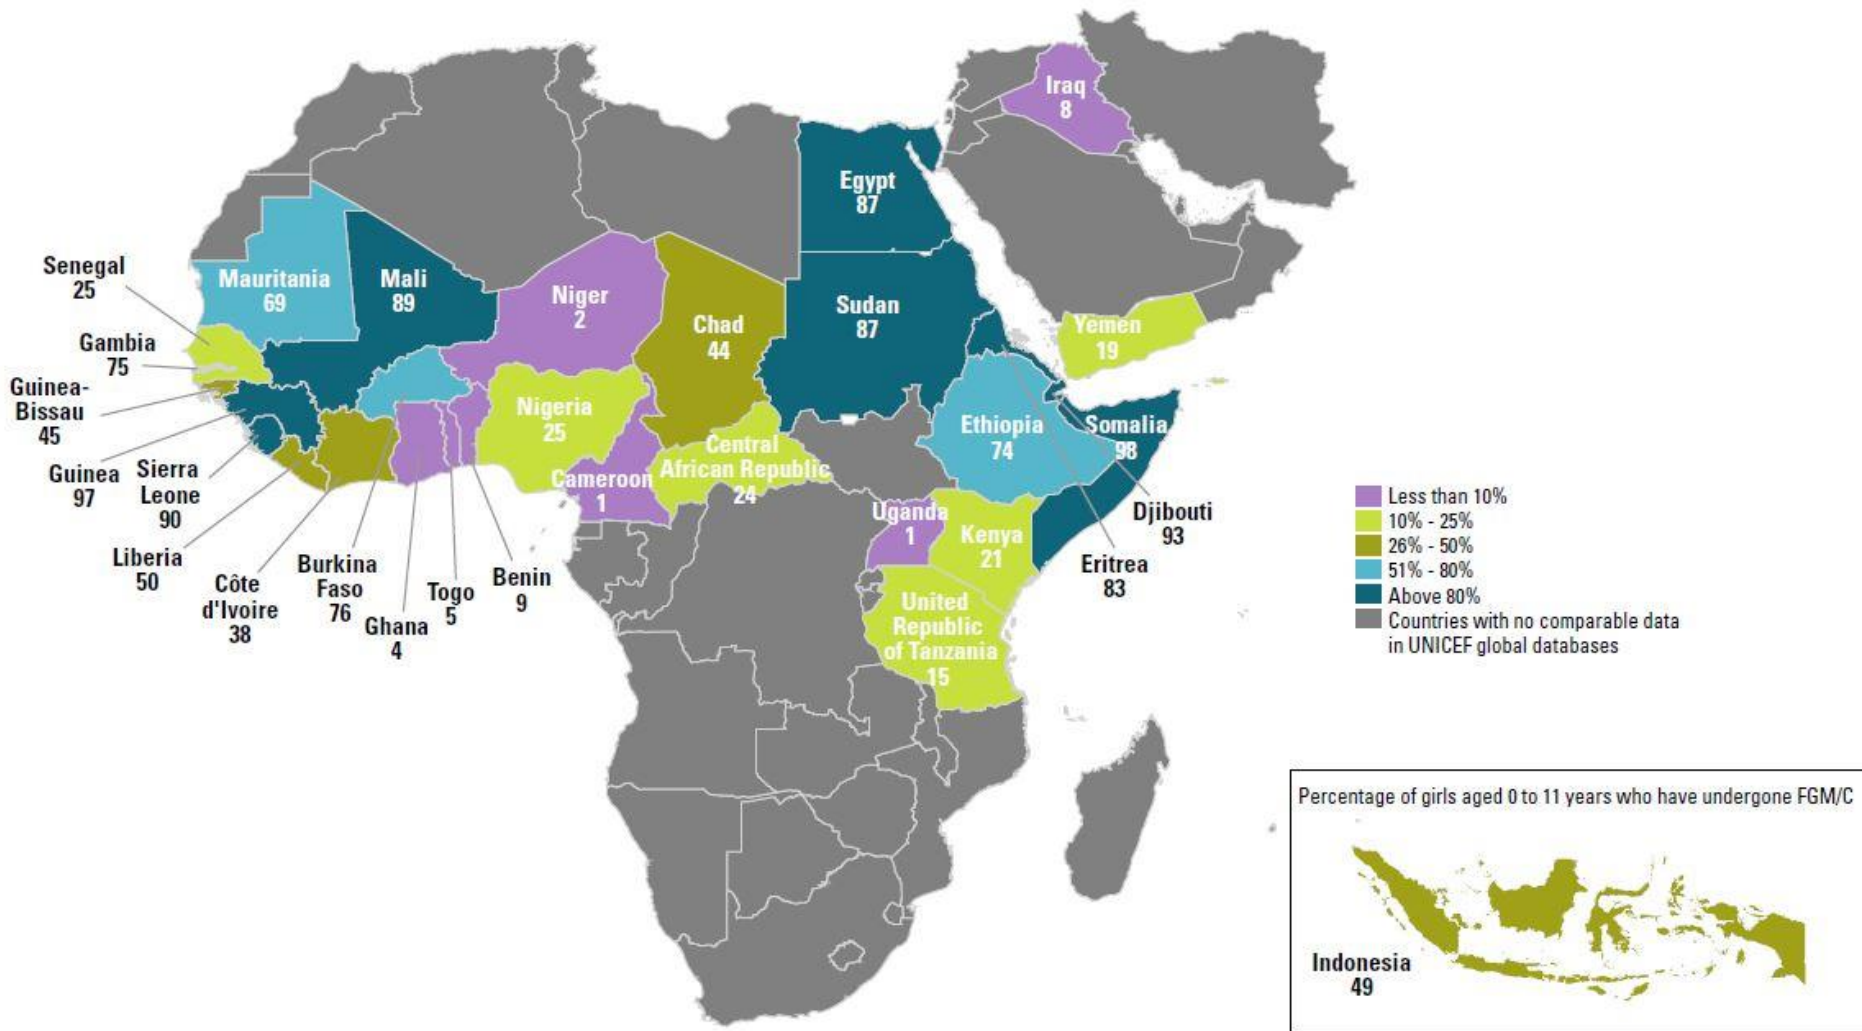 Iraq
8
Egypt
87
Senegal
25
Mauritania
69
Mali
89
Niger
2
Chad
44
Sudan
87
Yemen
19
Gambia
75
Guinea-
Bissau
45
Nigeria
25
Ethiopia
74
Somalia
98
Central
African Republic
24
Guinea
97
Sierra
Leone
90
Cameroon
1
Uganda
1
Kenya
21
Djibouti
93
Eritrea
83
Liberia
50
Côte
d'Ivoire
38
Burkina
Faso
76
Ghana
4
Togo
5
Benin
9
United
Republic
of Tanzania
15
Less than 10%
10% - 25%
26% - 50%
51% - 80%
Above 80%
Countries with no comparable data
in UNICEF global databases
Percentage of girls aged 0 to 11 years who have undergone FGM/C
Indonesia
49